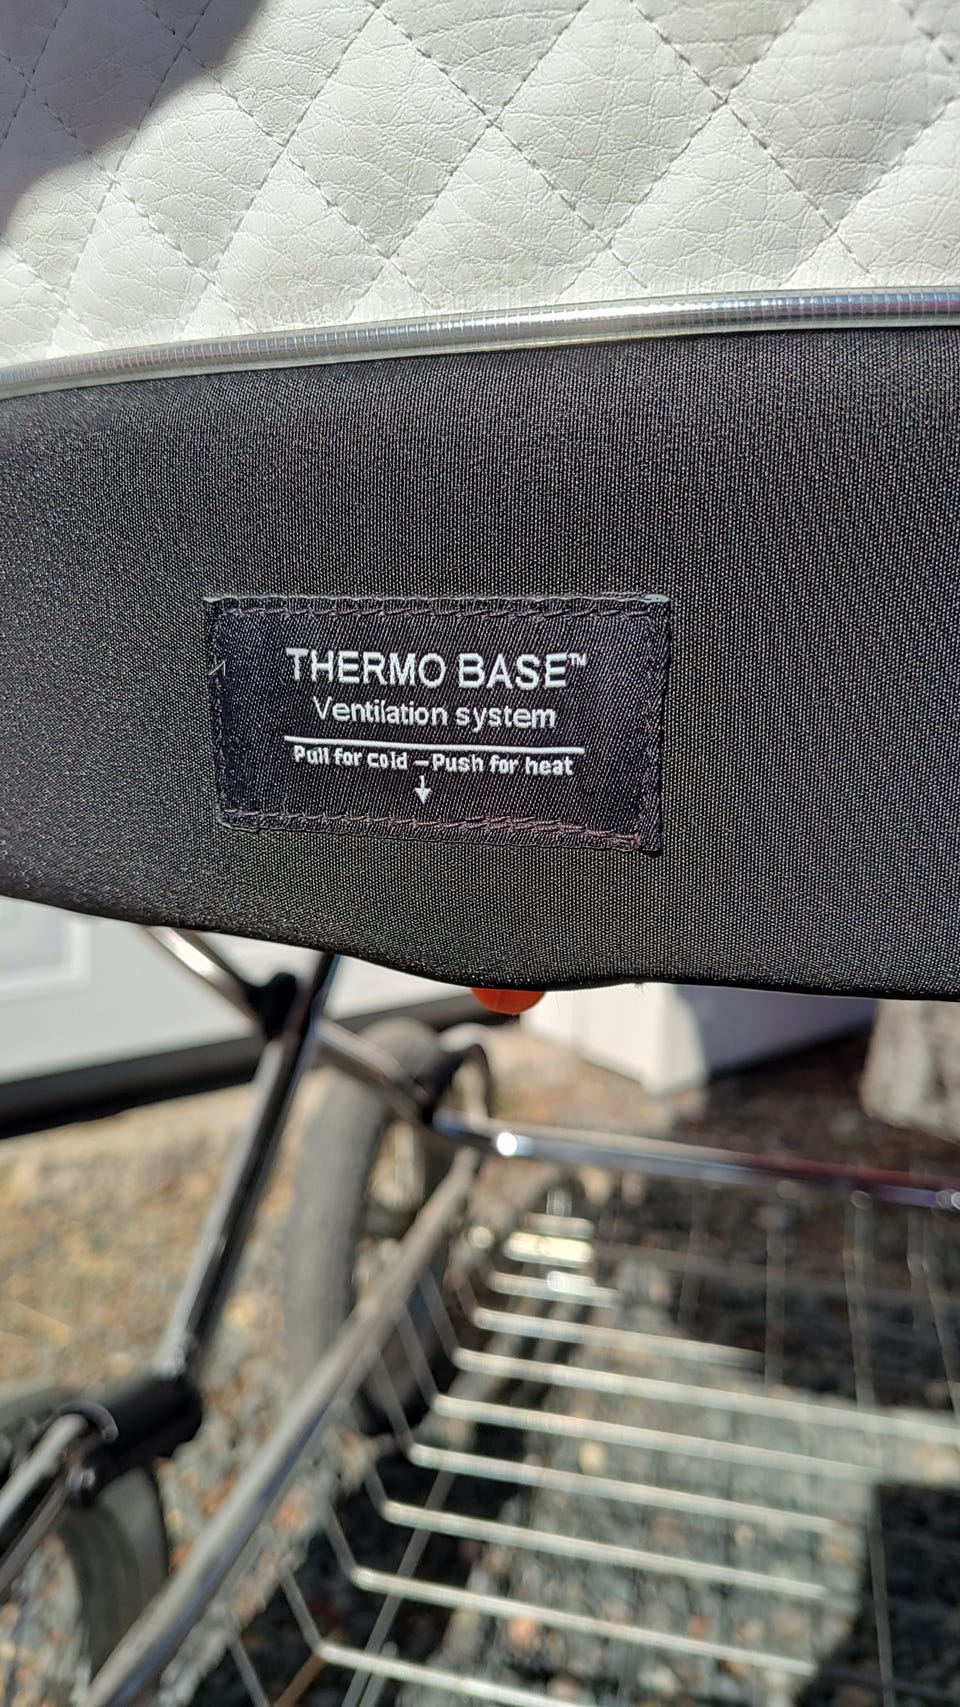 THERMO BASE™
Ventilation system
Pull for cold – Push for heat